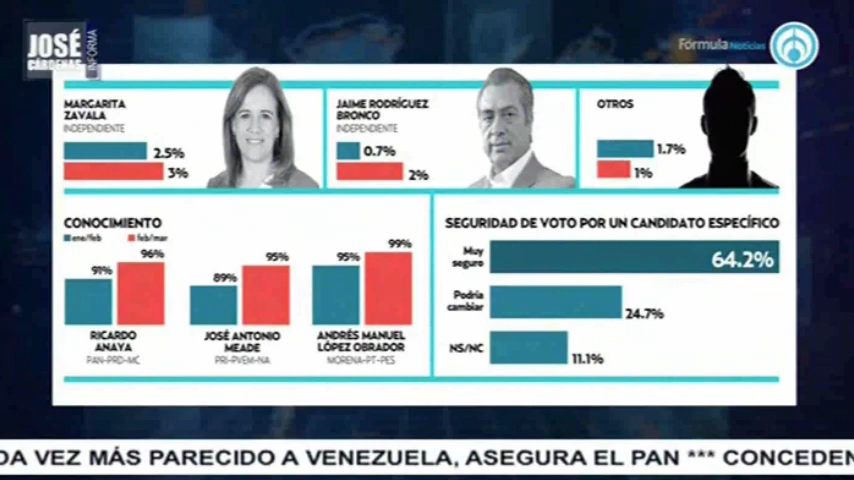 JOSÉ
CÁRDENAS
INFORMA
Fórmula Noticias
MARGARITA
ZAVALA
INDEPENDIENTE
2.5%
3%
JAIME RODRÍGUEZ
BRONCO
INDEPENDIENTE
0.7%
2%
OTROS
1.7%
1%
CONOCIMIENTO
ene/feb feb/mar
91% 96%
RICARDO
ANAYA
PAN-PRD-MC
89% 95%
JOSÉ ANTONIO
MEADE
PRI-PVEM-NA
95% 99%
ANDRÉS MANUEL
LÓPEZ OBRADOR
MORENA-PT-PES
SEGURIDAD DE VOTO POR UN CANDIDATO ESPECÍFICO
Muy
seguro
64.2%
Podría
cambiar
24.7%
NS/NC
11.1%
DA VEZ MÁS PARECIDO A VENEZUELA, ASEGURA EL PAN *** CONCEDEN